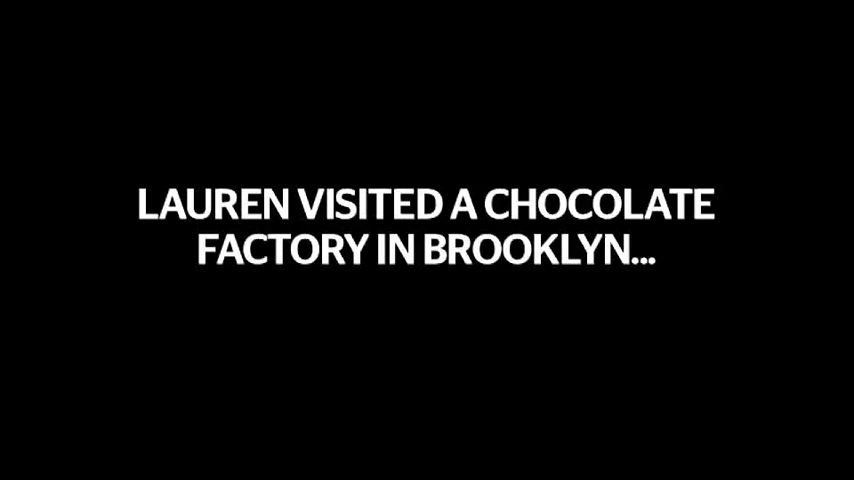 LAUREN VISITED A CHOCOLATE
FACTORY IN BROOKLYN...